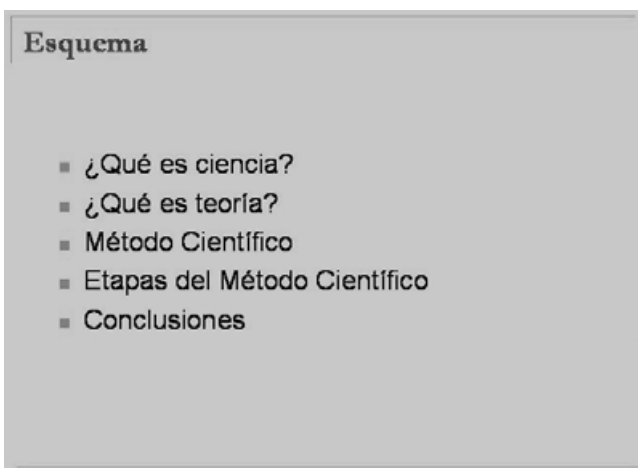 Esquema
¿Qué es ciencia?
¿Qué es teoría?
Método Científico
Etapas del Método Científico
Conclusiones